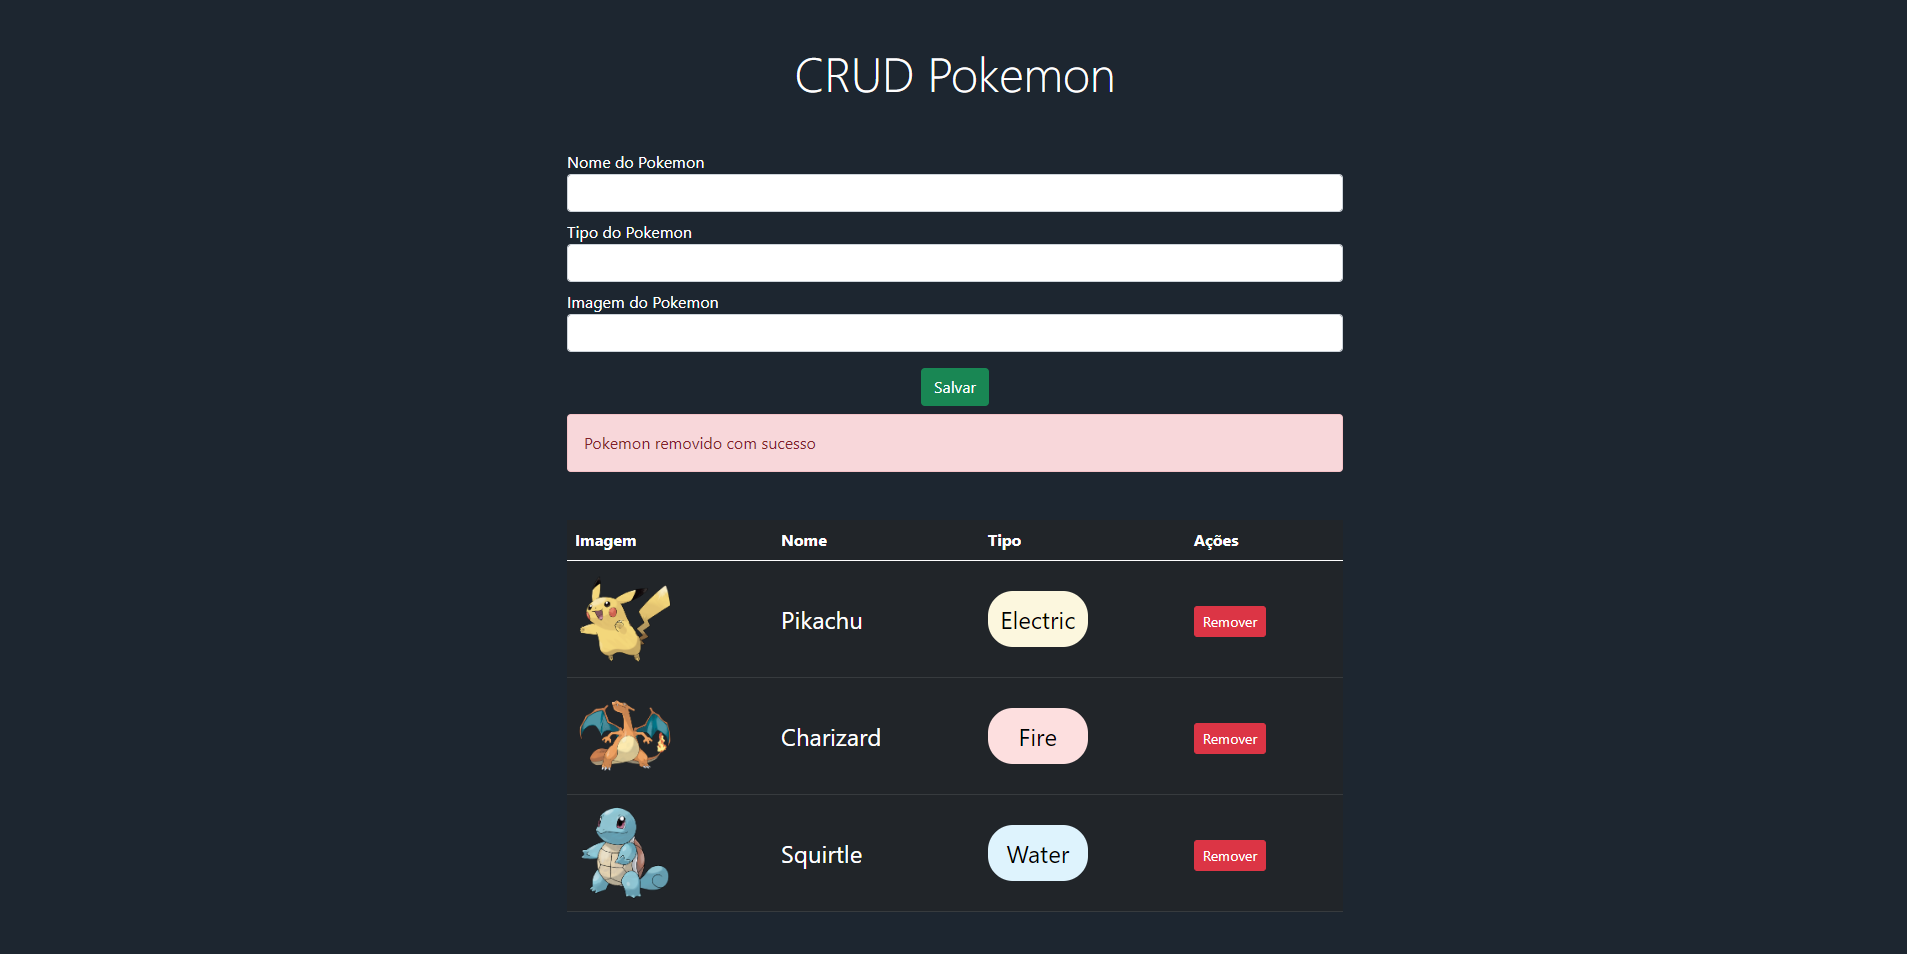 CRUD Pokemon
Nome do Pokemon
Tipo do Pokemon
Imagem do Pokemon
Salvar
Pokemon removido com sucesso
Imagem Nome Tipo Ações
Pikachu Electric Remover
Charizard Fire Remover
Squirtle Water Remover